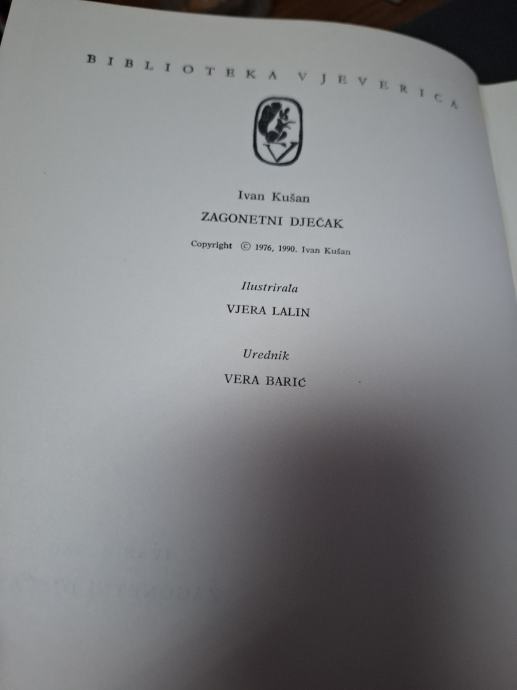 BIBLIOTEKA VJEVERICA
V
Ivan Kušan
ZAGONETNI DJEČAK
Copyright © 1976, 1990. Ivan Kušan
Ilustrirala
VJERA LALIN
Urednik
VERA BARIĆ